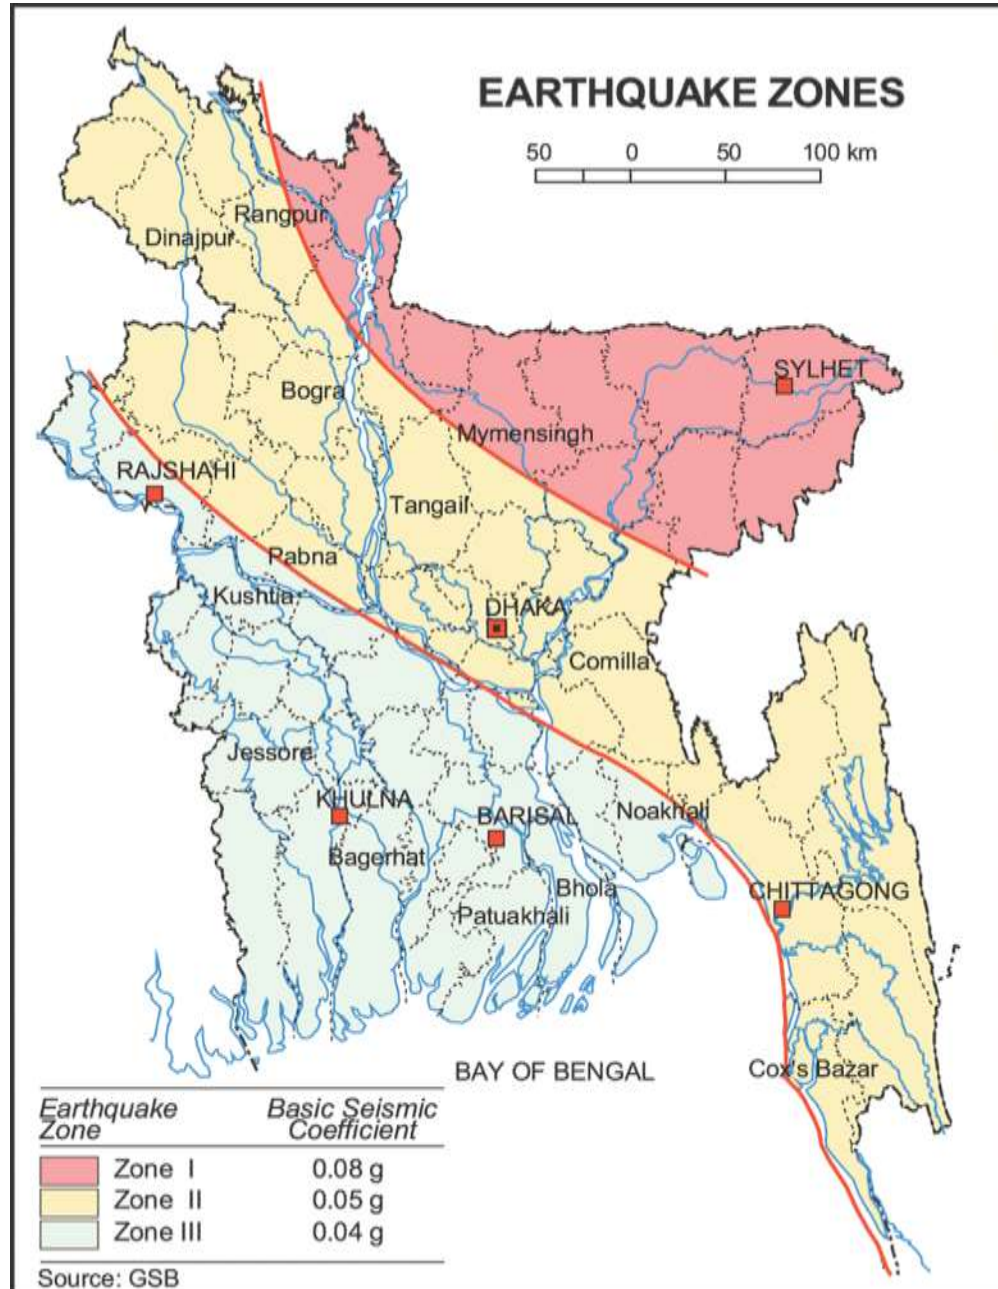 EARTHQUAKE ZONES
50 0 50 100 km
Rangpur
Dinajpur
SYLHET
Bogra
Mymensingh
RAJSHAHI
Tangail
Pabna
Kushtia
DHAKA
Comilla
Jessore
KHULNA
BARISAL
Noakhali
Bagerhat
Bhola
CHITTAGONG
Patuakhali
BAY OF BENGAL
Cox's Bazar
Earthquake Zone
Basic Seismic Coefficient
Zone I 0.08 g
Zone II 0.05 g
Zone III 0.04 g
Source: GSB